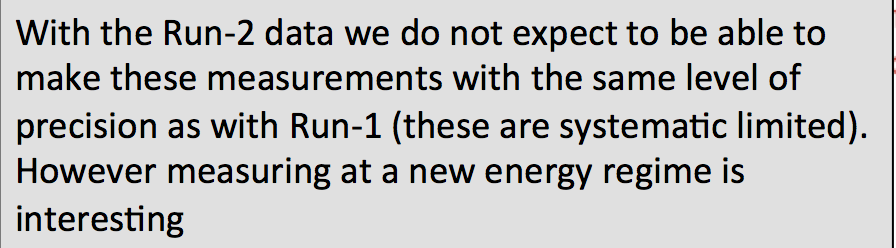 With the Run-2 data we do not expect to be able to
make these measurements with the same level of
precision as with Run-1 (these are systematic limited).
However measuring at a new energy regime is
interesting